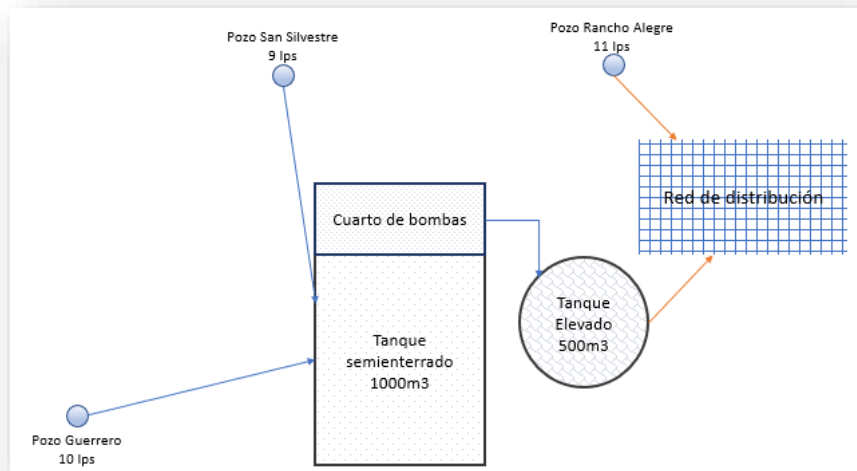 Pozo San Silvestre
9 lps
Pozo Rancho Alegre
11 lps
Red de distribución
Cuarto de bombas
Tanque
semienterrado
1000m3
Tanque
Elevado
500m3
Pozo Guerrero
10 lps